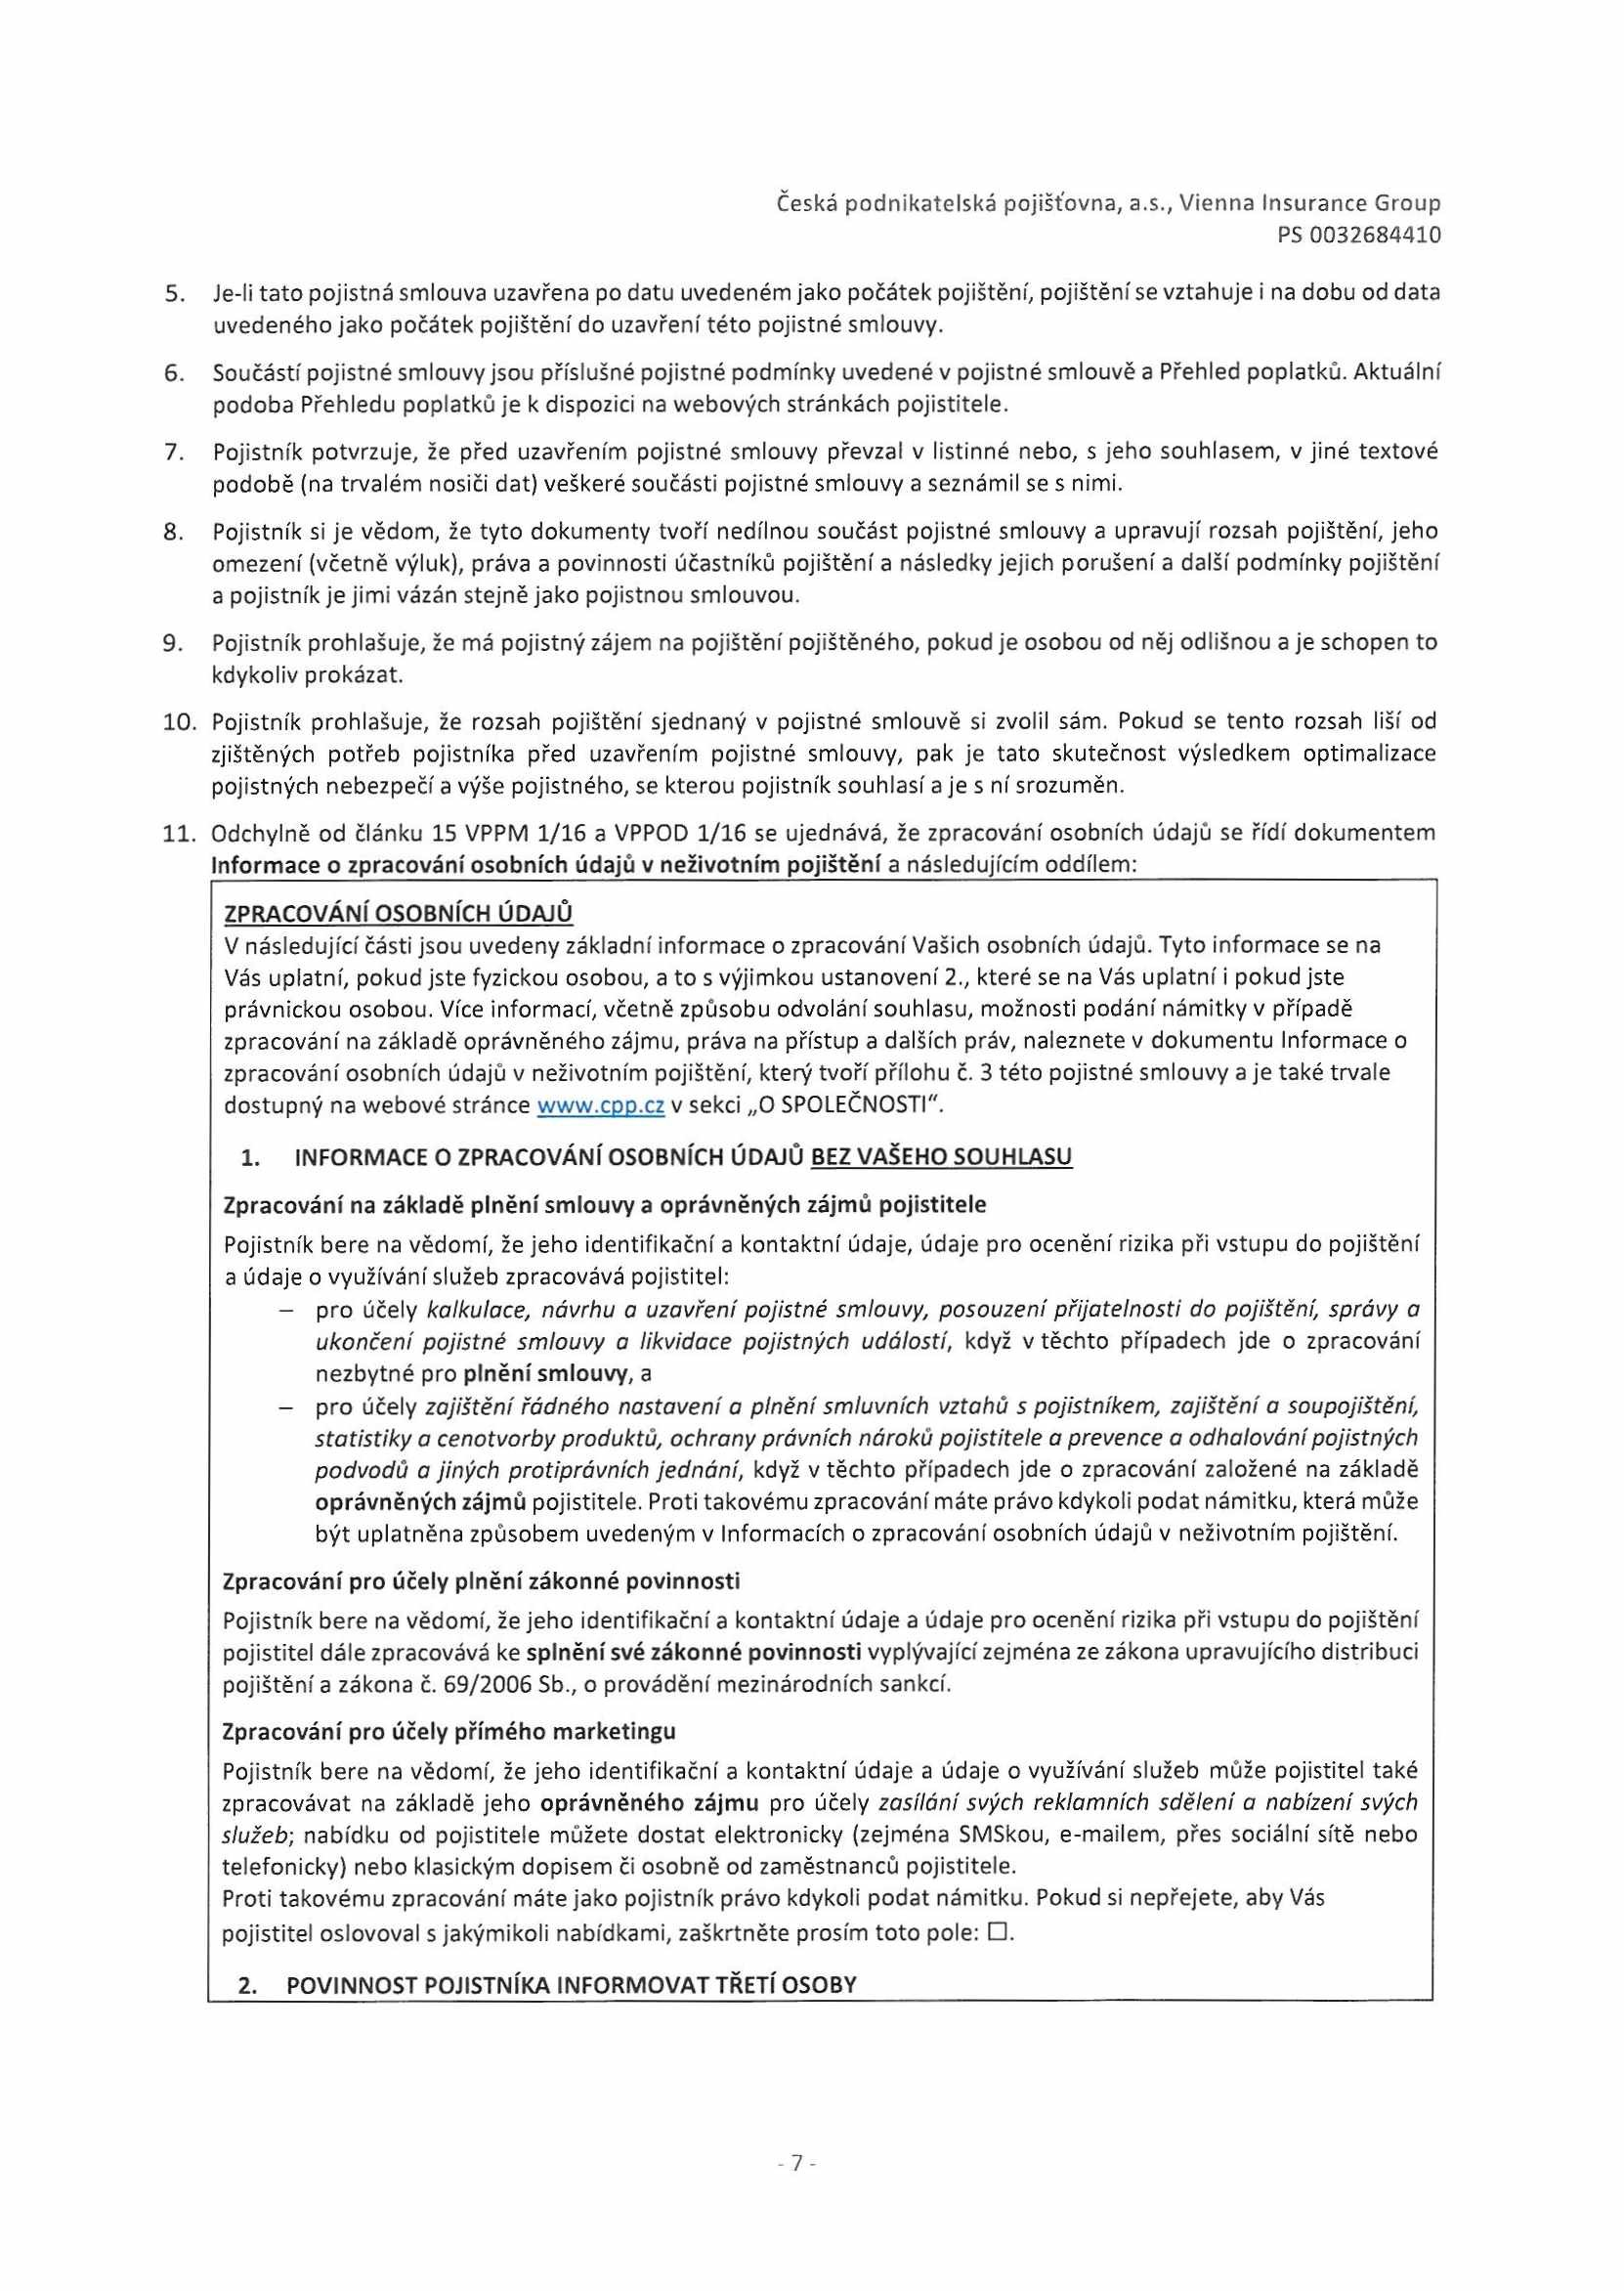 Česká podnikatelská pojišťovna, a.s., Vienna Insurance Group
PS 0032684410
5. Je-li tato pojistná smlouva uzavřena po datu uvedeném jako počátek pojištění, pojištění se vztahuje i na dobu od data
uvedeného jako počátek pojištění do uzavření této pojistné smlouvy.
6. Součástí pojistné smlouvy jsou příslušné pojistné podmínky uvedené v pojistné smlouvě a Přehled poplatků. Aktuální
podoba Přehledu poplatků je k dispozici na webových stránkách pojistitele.
7. Pojistník potvrzuje, že před uzavřením pojistné smlouvy převzal v listinné nebo, s jeho souhlasem, v jiné textové
podobě (na trvalém nosiči dat) veškeré součásti pojistné smlouvy a seznámil se s nimi.
8. Pojistník si je vědom, že tyto dokumenty tvoří nedílnou součást pojistné smlouvy a upravují rozsah pojištění, jeho
omezení (včetně výluk), práva a povinnosti účastníků pojištění a následky jejich porušení a další podmínky pojištění
a pojistník je jimi vázán stejně jako pojistnou smlouvou.
9. Pojistník prohlašuje, že má pojistný zájem na pojištění pojištěného, pokud je osobou od něj odlišnou a je schopen to
kdykoliv prokázat.
10. Pojistník prohlašuje, že rozsah pojištění sjednaný v pojistné smlouvě si zvolil sám. Pokud se tento rozsah liší od
zjištěných potřeb pojistníka před uzavřením pojistné smlouvy, pak je tato skutečnost výsledkem optimalizace
pojistných nebezpečí a výše pojistného, se kterou pojistník souhlasí a je s ní srozuměn.
11. Odchylně od článku 15 VPPM 1/16 a VPPOD 1/16 se ujednává, že zpracování osobních údajů se řídí dokumentem
Informace o zpracování osobních údajů v neživotním pojištění a následujícím oddílem:
ZPRACOVÁNÍ OSOBNÍCH ÚDAJŮ
V následující části jsou uvedeny základní informace o zpracování Vašich osobních údajů. Tyto informace se na
Vás uplatní, pokud jste fyzickou osobou, a to s výjimkou ustanovení 2., které se na Vás uplatní i pokud jste
právnickou osobou. Více informací, včetně způsobu odvolání souhlasu, možnosti podání námitky v případě
zpracování na základě oprávněného zájmu, práva na přístup a dalších práv, naleznete v dokumentu Informace o
zpracování osobních údajů v neživotním pojištění, který tvoří přílohu č. 3 této pojistné smlouvy a je také trvale
dostupný na webové stránce www.cpp.cz v sekci „O SPOLEČNOSTI“.
1. INFORMACE O ZPRACOVÁNÍ OSOBNÍCH ÚDAJŮ BEZ VAŠEHO SOUHLASU
Zpracování na základě plnění smlouvy a oprávněných zájmů pojistitele
Pojistník bere na vědomí, že jeho identifikační a kontaktní údaje, údaje pro ocenění rizika při vstupu do pojištění
a údaje o využívání služeb zpracovává pojistitel:
– pro účely kalkulace, návrhu a uzavření pojistné smlouvy, posouzení přijatelnosti do pojištění, správy a
ukončení pojistné smlouvy a likvidace pojistných událostí, když v těchto případech jde o zpracování
nezbytné pro plnění smlouvy, a
– pro účely zajištění řádného nastavení a plnění smluvních vztahů s pojistníkem, zajištění a soupojištění,
statistiky a cenotvorby produktů, ochrany právních nároků pojistitele a prevence a odhalování pojistných
podvodů a jiných protiprávních jednání, když v těchto případech jde o zpracování založené na základě
oprávněných zájmů pojistitele. Proti takovému zpracování máte právo kdykoli podat námitku, která může
být uplatněna způsobem uvedeným v Informacích o zpracování osobních údajů v neživotním pojištění.
Zpracování pro účely plnění zákonné povinnosti
Pojistník bere na vědomí, že jeho identifikační a kontaktní údaje a údaje pro ocenění rizika při vstupu do pojištění
pojistitel dále zpracovává ke splnění své zákonné povinnosti vyplývající zejména ze zákona upravujícího distribuci
pojištění a zákona č. 69/2006 Sb., o provádění mezinárodních sankcí.
Zpracování pro účely přímého marketingu
Pojistník bere na vědomí, že jeho identifikační a kontaktní údaje a údaje o využívání služeb může pojistitel také
zpracovávat na základě jeho oprávněného zájmu pro účely zasílání svých reklamních sdělení a nabízení svých
služeb; nabídku od pojistitele můžete dostat elektronicky (zejména SMSkou, e-mailem, přes sociální sítě nebo
telefonicky) nebo klasickým dopisem či osobně od zaměstnanců pojistitele.
Proti takovému zpracování máte jako pojistník právo kdykoli podat námitku. Pokud si nepřejete, aby Vás
pojistitel oslovoval s jakýmikoli nabídkami, zaškrtněte prosím toto pole: ☐.
2. POVINNOST POJISTNÍKA INFORMOVAT TŘETÍ OSOBY
- 7 -